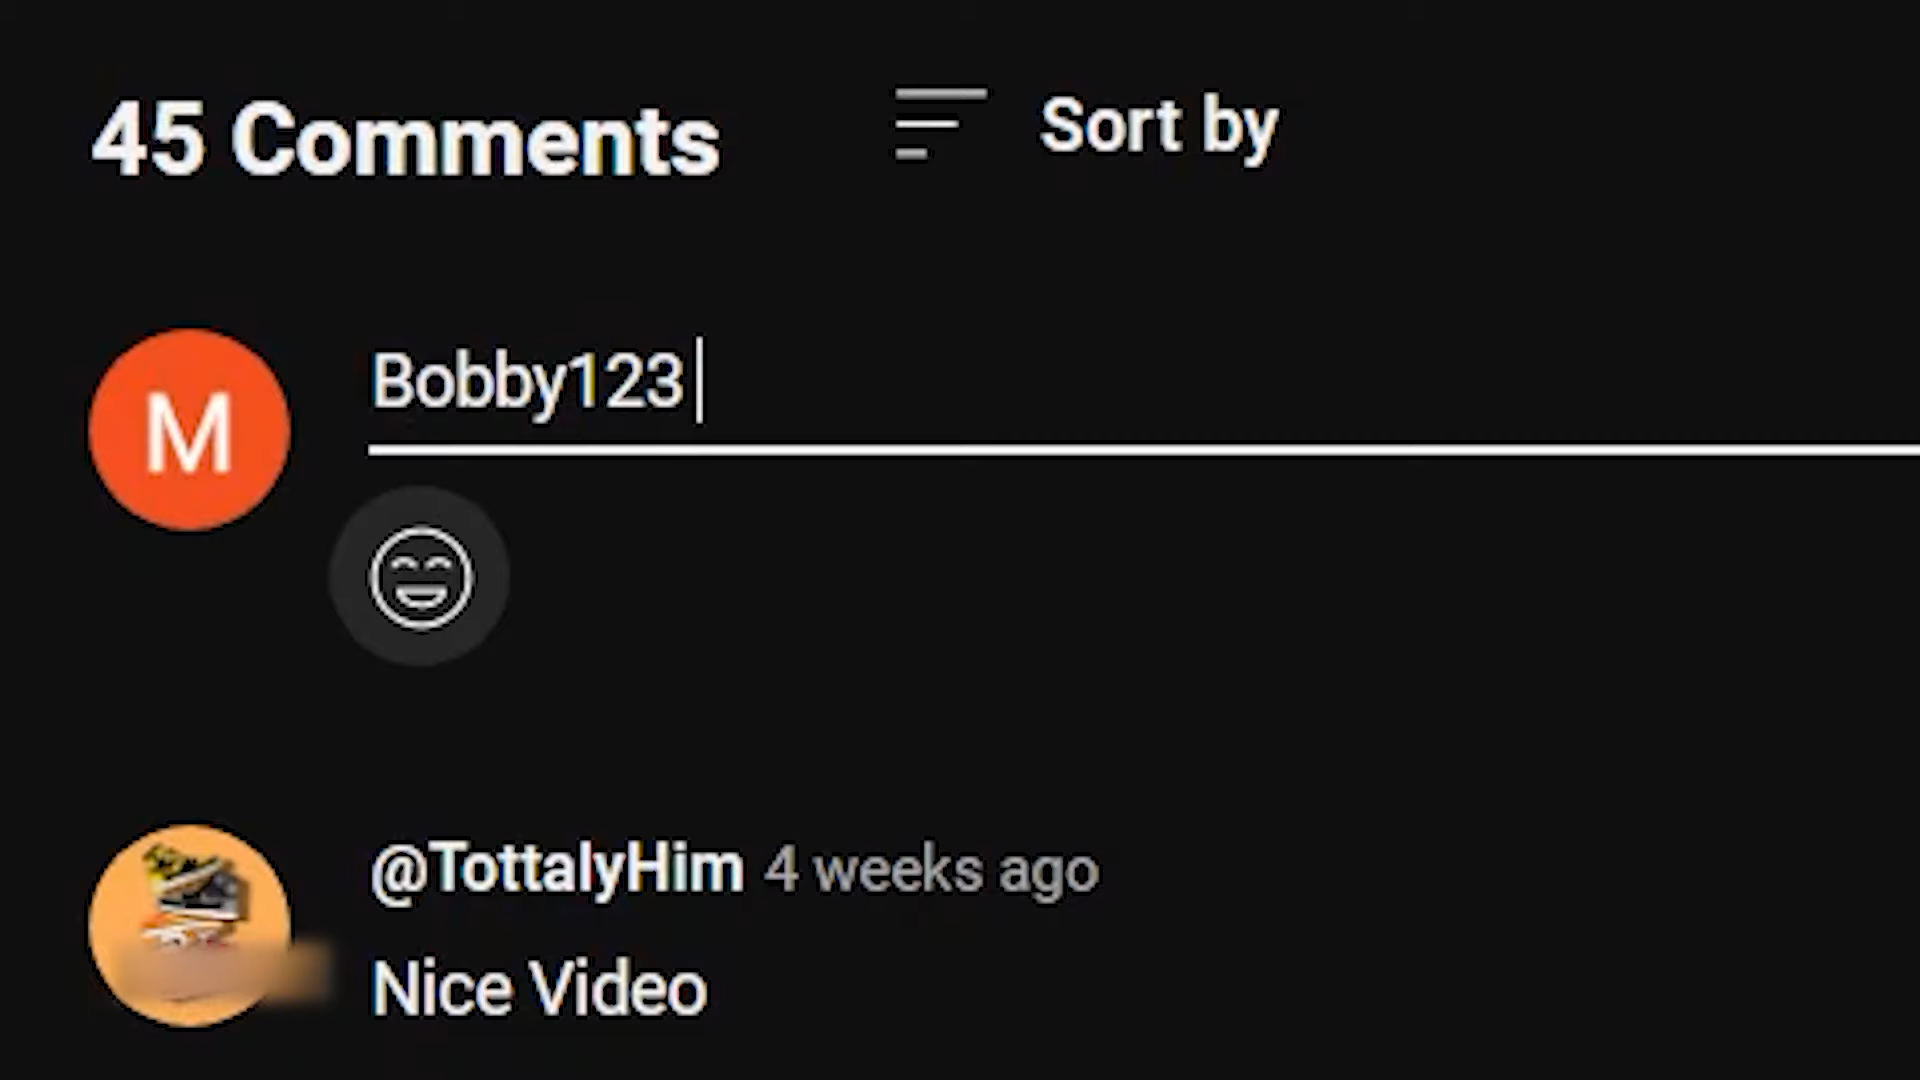 45 Comments
Sort by
M
Bobby123
@TottalyHim 4 weeks ago
Nice Video